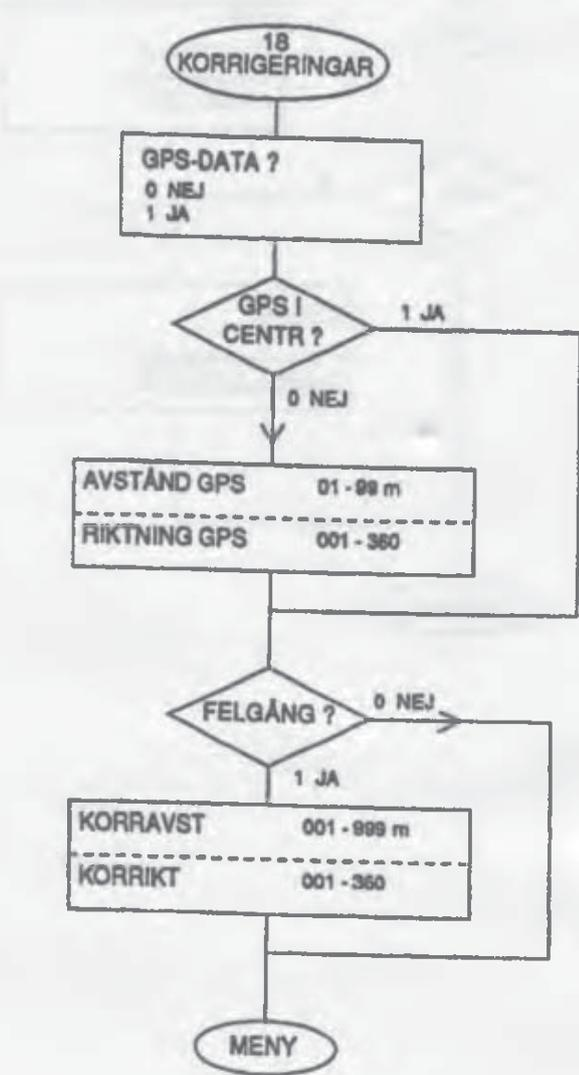 18
KORRIGERINGAR
GPS-DATA ?
0 NEJ
1 JA
GPS I
CENTR ?
1 JA
0 NEJ
AVSTÅND GPS 01 - 99 m
RIKTNING GPS 001 - 360
FELGÅNG ?
0 NEJ
1 JA
KORRAVST 001 - 999 m
KORRIKT 001 - 360
MENY